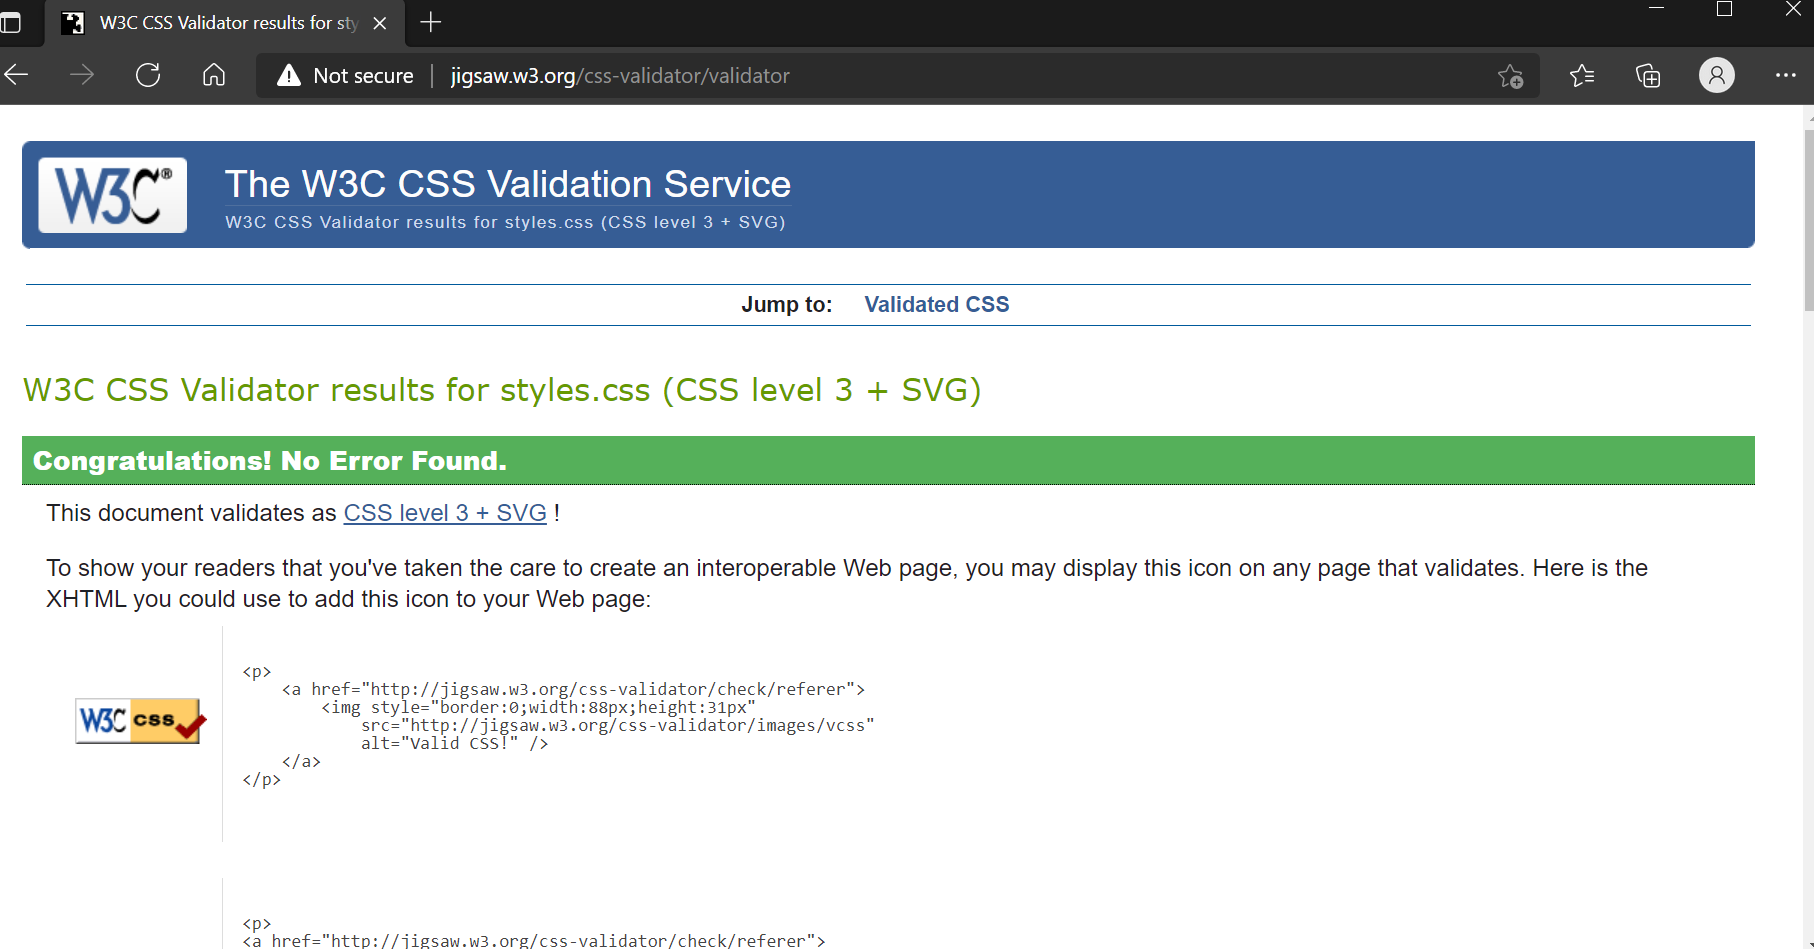 W3C CSS Validator results for sty
Not secure | jigsaw.w3.org/css-validator/validator
W3C®
The W3C CSS Validation Service
W3C CSS Validator results for styles.css (CSS level 3 + SVG)
Jump to: Validated CSS
W3C CSS Validator results for styles.css (CSS level 3 + SVG)
Congratulations! No Error Found.
This document validates as CSS level 3 + SVG !
To show your readers that you've taken the care to create an interoperable Web page, you may display this icon on any page that validates. Here is the
XHTML you could use to add this icon to your Web page:
W3C css
<p>
    <a href="http://jigsaw.w3.org/css-validator/check/referer">
        <img style="border:0;width:88px;height:31px"
            src="http://jigsaw.w3.org/css-validator/images/vcss"
            alt="Valid CSS!" />
    </a>
</p>
<p>
<a href="http://jigsaw.w3.org/css-validator/check/referer">